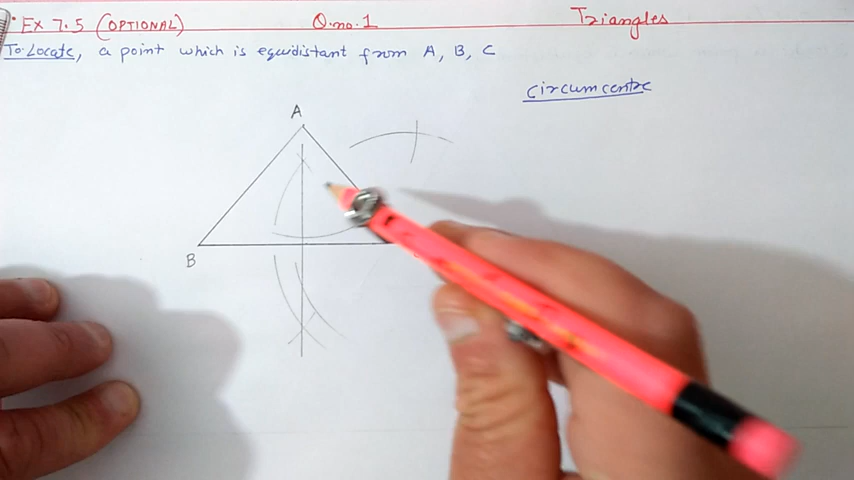 Ex 7.5 (OPTIONAL) Q.no.1 Triangles
To Locate, a point which is equidistant from A, B, C
circumcentre
A
B